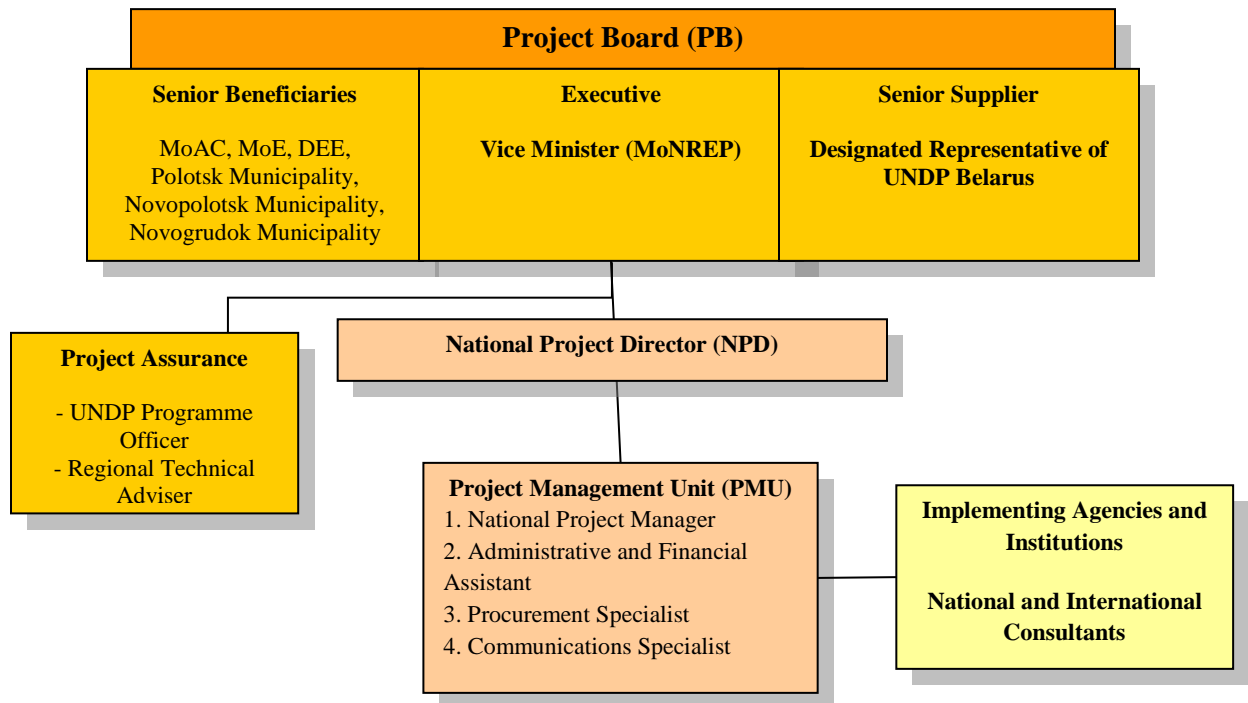 Project Board (PB)
Senior Beneficiaries
MoAC, MoE, DEE,
Polotsk Municipality,
Novopolotsk Municipality,
Novogrudok Municipality
Executive
Vice Minister (MoNREP)
Senior Supplier
Designated Representative of
UNDP Belarus
Project Assurance
- UNDP Programme
Officer
- Regional Technical
Adviser
National Project Director (NPD)
Project Management Unit (PMU)
1. National Project Manager
2. Administrative and Financial
Assistant
3. Procurement Specialist
4. Communications Specialist
Implementing Agencies and
Institutions
National and International
Consultants